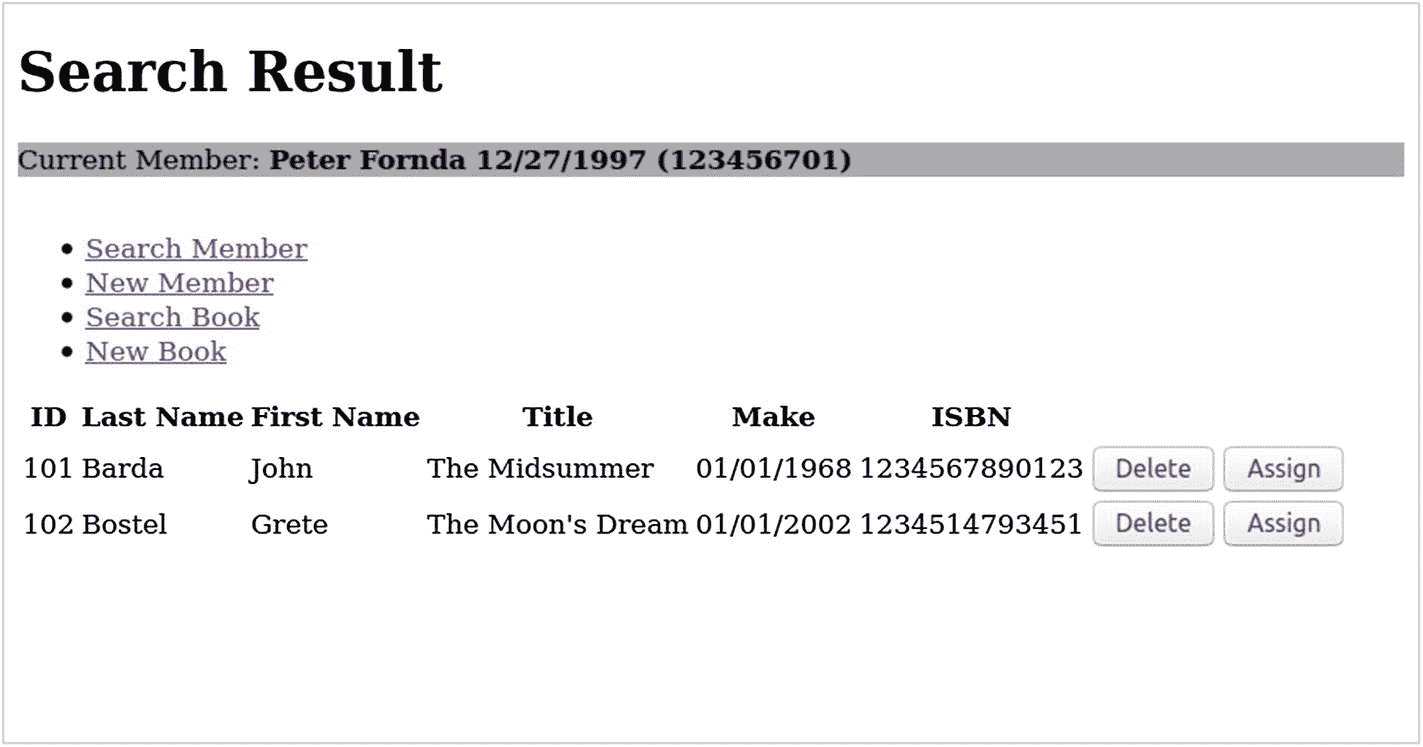 Search Result
Current Member: Peter Fornda 12/27/1997 (123456701)
Search Member
New Member
Search Book
New Book
ID Last Name First Name Title Make ISBN
101 Barda John The Midsummer 01/01/1968 1234567890123 Delete Assign
102 Bostel Grete The Moon's Dream 01/01/2002 1234514793451 Delete Assign